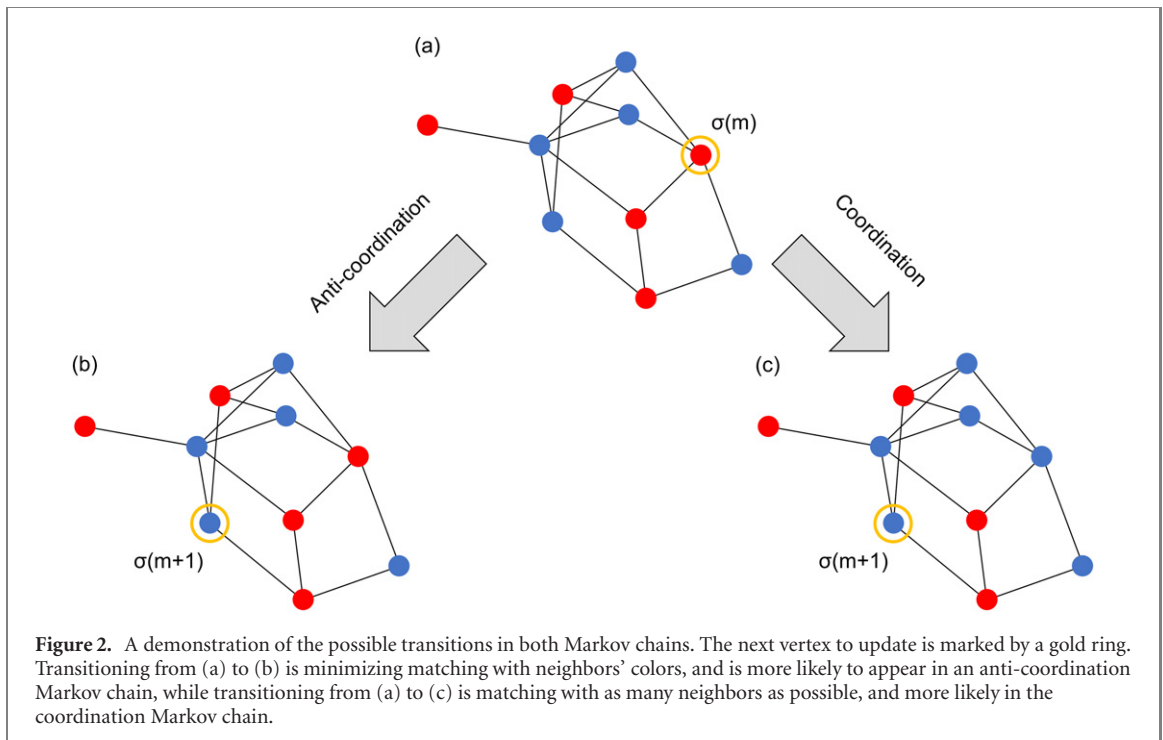 (a)
σ(m)
Anti-coordination
Coordination
(b)
(c)
σ(m+1)
σ(m+1)
Figure 2. A demonstration of the possible transitions in both Markov chains. The next vertex to update is marked by a gold ring.
Transitioning from (a) to (b) is minimizing matching with neighbors’ colors, and is more likely to appear in an anti-coordination
Markov chain, while transitioning from (a) to (c) is matching with as many neighbors as possible, and more likely in the
coordination Markov chain.